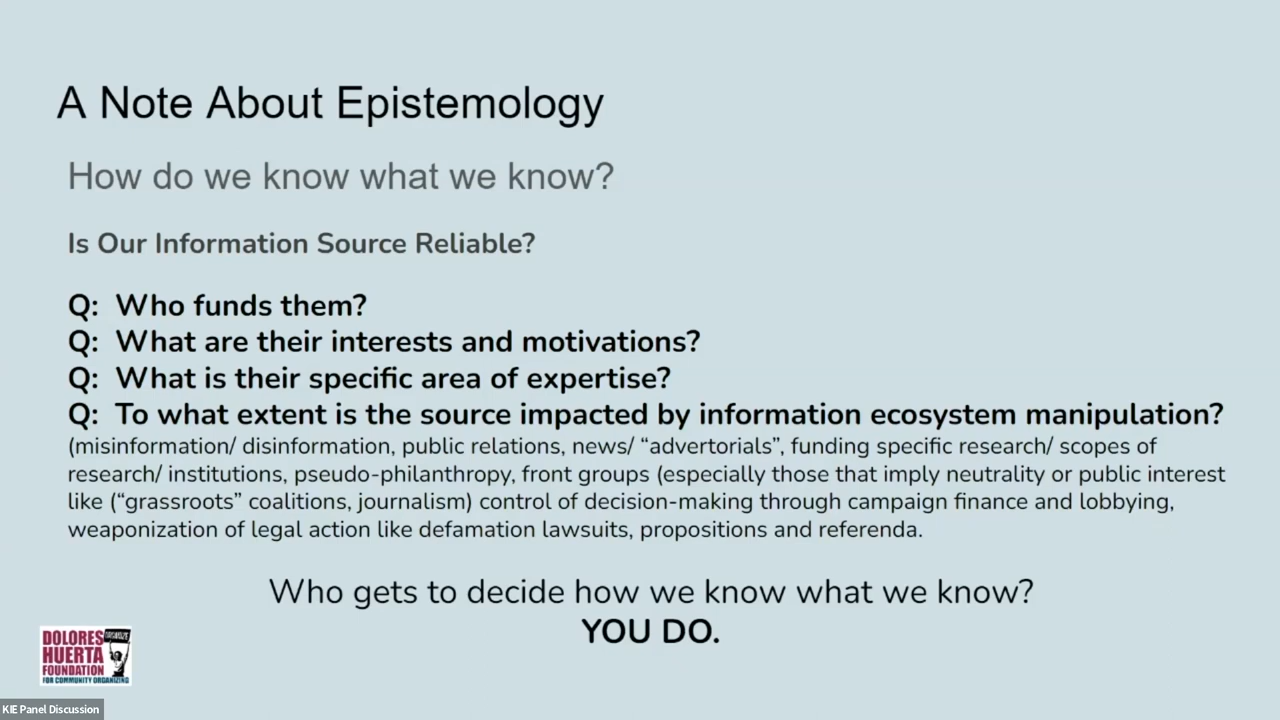 A Note About Epistemology
How do we know what we know?
Is Our Information Source Reliable?
Q: Who funds them?
Q: What are their interests and motivations?
Q: What is their specific area of expertise?
Q: To what extent is the source impacted by information ecosystem manipulation?
(misinformation/ disinformation, public relations, news/ “advertorials”, funding specific research/ scopes of
research/ institutions, pseudo-philanthropy, front groups (especially those that imply neutrality or public interest
like (“grassroots” coalitions, journalism) control of decision-making through campaign finance and lobbying,
weaponization of legal action like defamation lawsuits, propositions and referenda.
Who gets to decide how we know what we know?
YOU DO.
DOLORES
HUERTA
FOUNDATION
FOR COMMUNITY ORGANIZING
KIE Panel Discussion